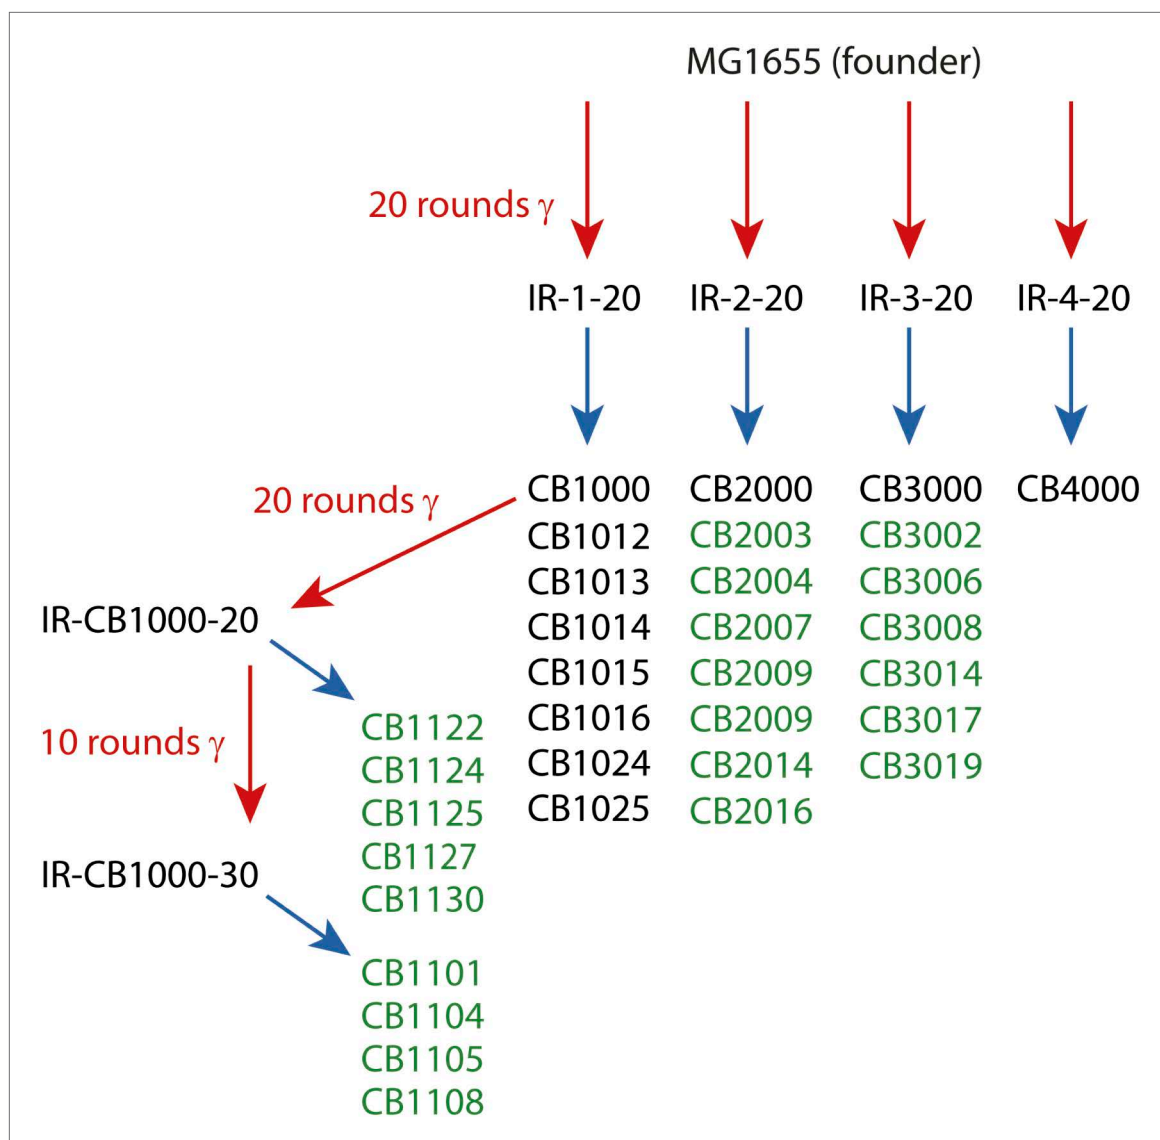 MG1655 (founder)
20 rounds γ
IR-1-20 IR-2-20 IR-3-20 IR-4-20
20 rounds γ
CB1000 CB2000 CB3000 CB4000
CB1012 CB2003 CB3002
CB1013 CB2004 CB3006
IR-CB1000-20
CB1014 CB2007 CB3008
CB1015 CB2009 CB3014
10 rounds γ
CB1016 CB2009 CB3017
CB1024 CB2014 CB3019
CB1025 CB2016
CB1122
CB1124
CB1125
CB1127
CB1130
IR-CB1000-30
CB1101
CB1104
CB1105
CB1108